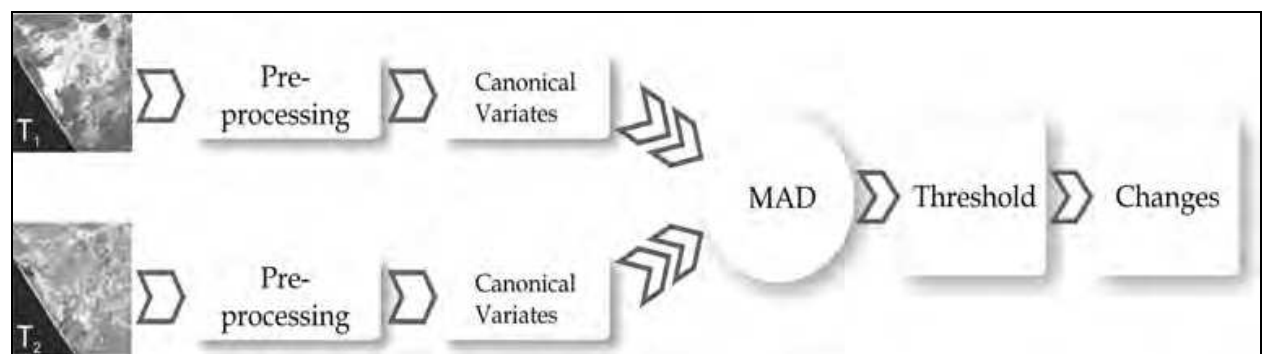 T1
Pre-
processing
Canonical
Variates
T2
Pre-
processing
Canonical
Variates
MAD
Threshold
Changes